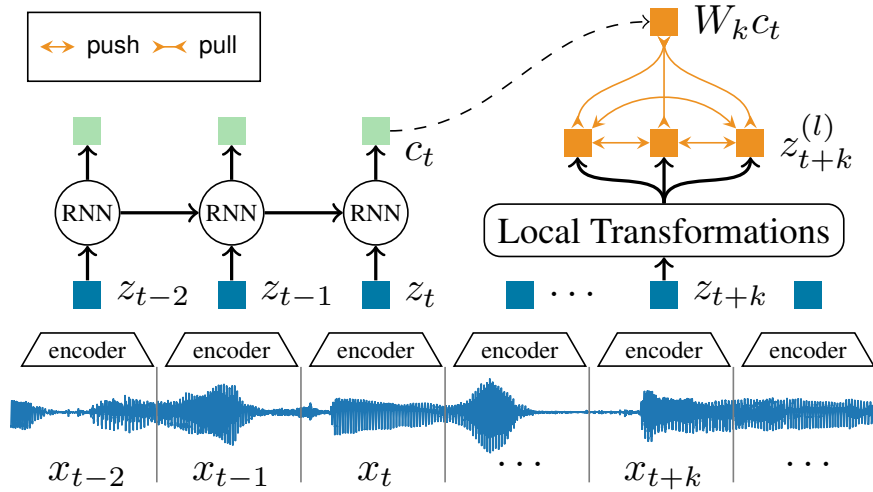 push pull
W_k c_t
c_t
z_{t+k}^{(l)}
RNN RNN RNN
Local Transformations
z_{t-2} z_{t-1} z_t ··· z_{t+k}
encoder encoder encoder encoder encoder encoder
x_{t-2} x_{t-1} x_t ··· x_{t+k} ···